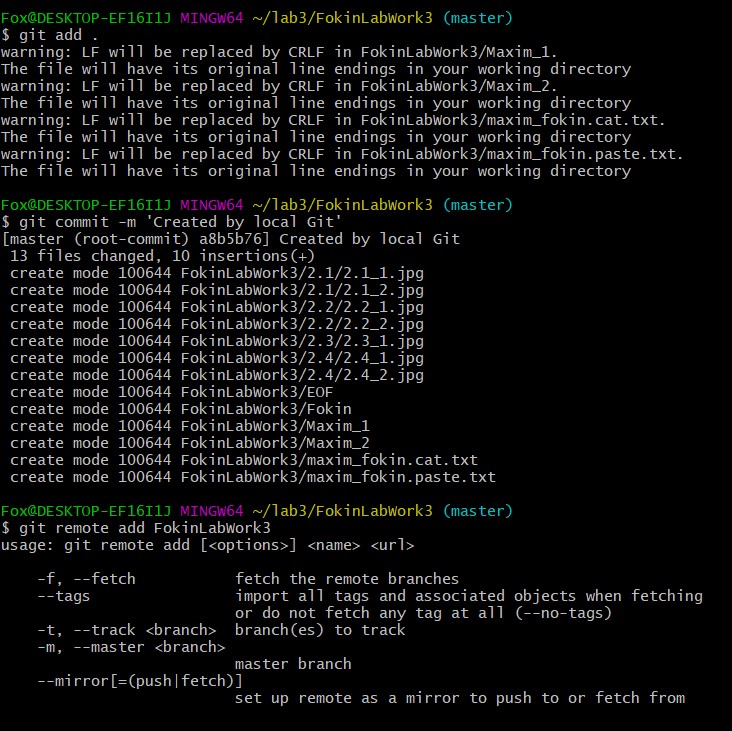 Fox@DESKTOP-EF16I1J MINGW64 ~/lab3/FokinLabWork3 (master)
$ git add .
warning: LF will be replaced by CRLF in FokinLabWork3/Maxim_1.
The file will have its original line endings in your working directory
warning: LF will be replaced by CRLF in FokinLabWork3/Maxim_2.
The file will have its original line endings in your working directory
warning: LF will be replaced by CRLF in FokinLabWork3/maxim_fokin.cat.txt.
The file will have its original line endings in your working directory
warning: LF will be replaced by CRLF in FokinLabWork3/maxim_fokin.paste.txt.
The file will have its original line endings in your working directory
Fox@DESKTOP-EF16I1J MINGW64 ~/lab3/FokinLabWork3 (master)
$ git commit -m 'Created by local Git'
[master (root-commit) a8b5b76] Created by local Git
 13 files changed, 10 insertions(+)
 create mode 100644 FokinLabWork3/2.1/2.1_1.jpg
 create mode 100644 FokinLabWork3/2.1/2.1_2.jpg
 create mode 100644 FokinLabWork3/2.2/2.2_1.jpg
 create mode 100644 FokinLabWork3/2.2/2.2_2.jpg
 create mode 100644 FokinLabWork3/2.3/2.3_1.jpg
 create mode 100644 FokinLabWork3/2.4/2.4_1.jpg
 create mode 100644 FokinLabWork3/2.4/2.4_2.jpg
 create mode 100644 FokinLabWork3/EOF
 create mode 100644 FokinLabWork3/Fokin
 create mode 100644 FokinLabWork3/Maxim_1
 create mode 100644 FokinLabWork3/Maxim_2
 create mode 100644 FokinLabWork3/maxim_fokin.cat.txt
 create mode 100644 FokinLabWork3/maxim_fokin.paste.txt
Fox@DESKTOP-EF16I1J MINGW64 ~/lab3/FokinLabWork3 (master)
$ git remote add FokinLabWork3
usage: git remote add [<options>] <name> <url>
    -f, --fetch           fetch the remote branches
    --tags                import all tags and associated objects when fetching
                          or do not fetch any tag at all (--no-tags)
    -t, --track <branch>  branch(es) to track
    -m, --master <branch>
                          master branch
    --mirror[=(push|fetch)]
                          set up remote as a mirror to push to or fetch from